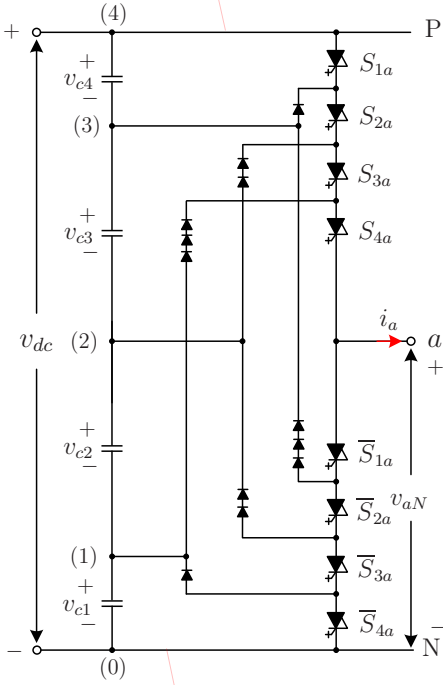 (4)
+ P
+
v_{c4} S_{1a}
−
(3) S_{2a}
S_{3a}
+
v_{c3} S_{4a}
−
i_a
v_{dc} (2) a
+
+
v_{c2} \overline{S}_{1a}
−
v_{aN}
\overline{S}_{2a}
(1)
\overline{S}_{3a}
+
v_{c1}
− \overline{S}_{4a} −
− N
(0)